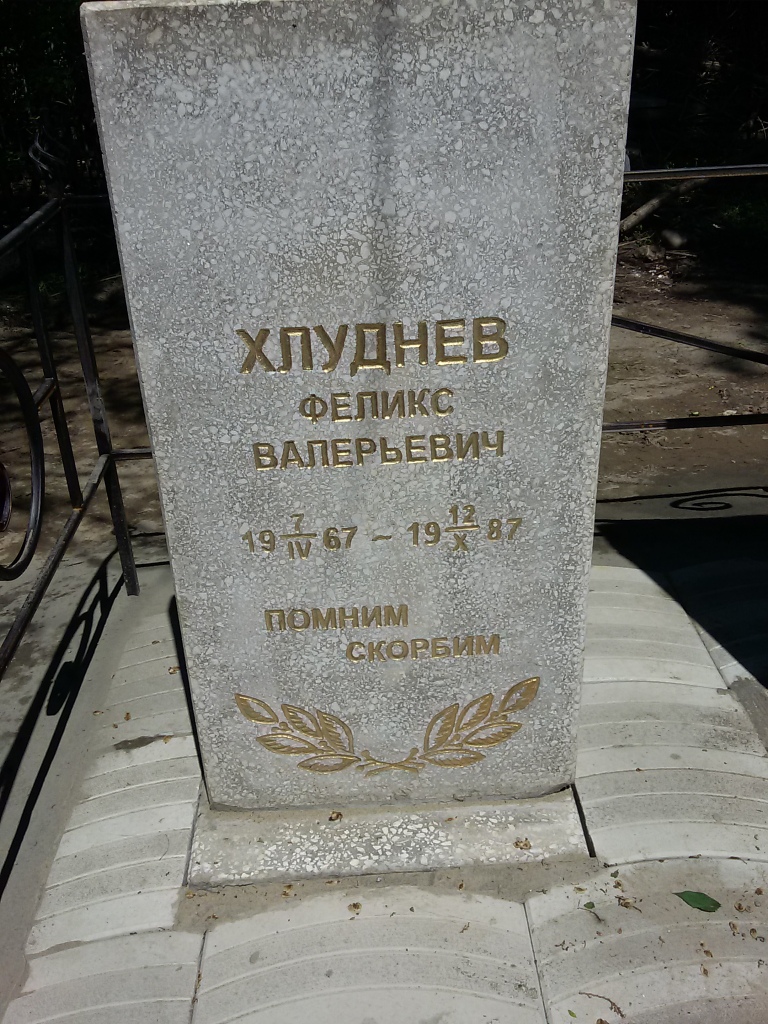 ХЛУДНЕВ
ФЕЛИКС
ВАЛЕРЬЕВИЧ
19 7/IV 67 ~ 19 12/X 87
ПОМНИМ
СКОРБИМ